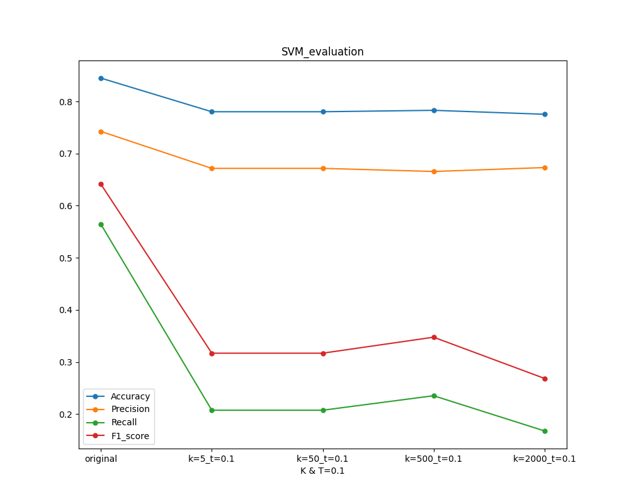 SVM_evaluation
0.8
0.7
0.6
0.5
0.4
0.3
0.2
Accuracy
Precision
Recall
F1_score
original k=5_t=0.1 k=50_t=0.1 k=500_t=0.1 k=2000_t=0.1
K & T=0.1